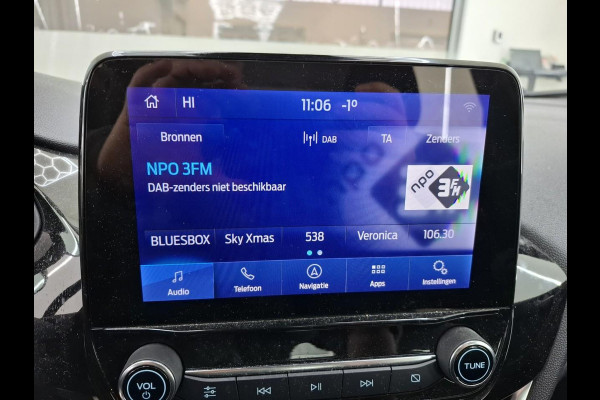 HI 11:06 -1°
Bronnen DAB TA Zenders
NPO 3FM
DAB-zenders niet beschikbaar
npo 3FM
npo
BLUESBOX Sky Xmas 538 Veronica 106.30
Audio Telefoon Navigatie Apps Instellingen
VOL TUNE